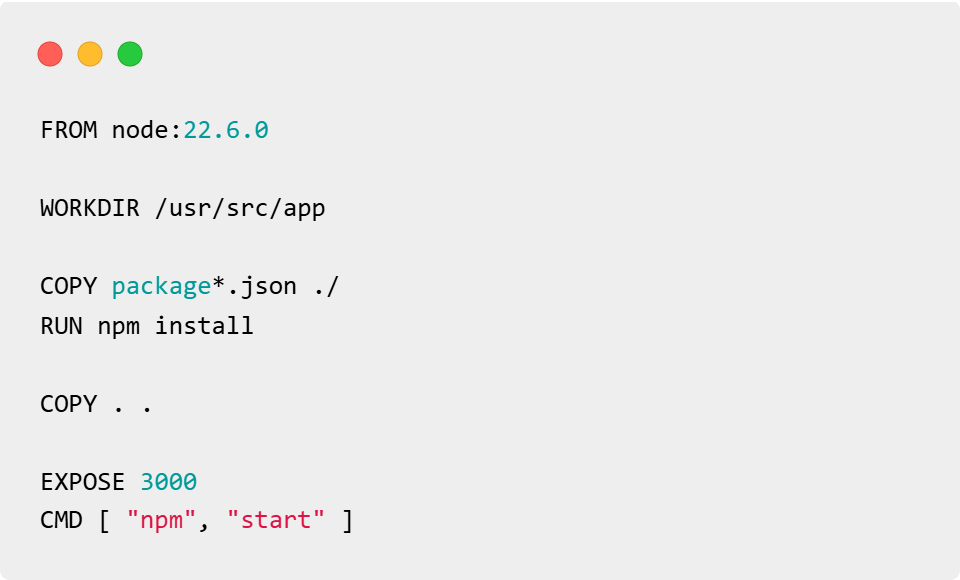 FROM node:22.6.0
WORKDIR /usr/src/app
COPY package*.json ./
RUN npm install
COPY . .
EXPOSE 3000
CMD [ "npm", "start" ]